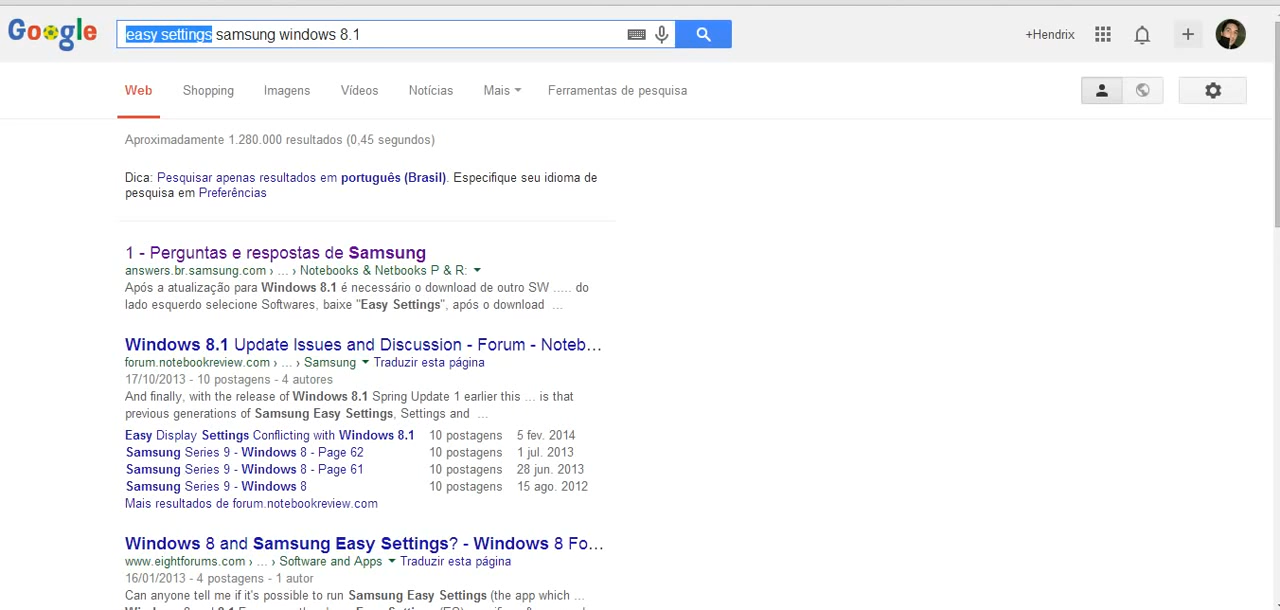 Google
easy settings samsung windows 8.1
+Hendrix
Web Shopping Imagens Vídeos Notícias Mais Ferramentas de pesquisa
Aproximadamente 1.280.000 resultados (0,45 segundos)
Dica: Pesquisar apenas resultados em português (Brasil). Especifique seu idioma de
pesquisa em Preferências
1 - Perguntas e respostas de Samsung
answers.br.samsung.com › ... › Notebooks & Netbooks P & R:
Após a atualização para Windows 8.1 é necessário o download de outro SW ..... do
lado esquerdo selecione Softwares, baixe "Easy Settings", após o download ...
Windows 8.1 Update Issues and Discussion - Forum - Noteb...
forum.notebookreview.com › ... › Samsung Traduzir esta página
17/10/2013 - 10 postagens - 4 autores
And finally, with the release of Windows 8.1 Spring Update 1 earlier this ... is that
previous generations of Samsung Easy Settings, Settings and ...
Easy Display Settings Conflicting with Windows 8.1 10 postagens 5 fev. 2014
Samsung Series 9 - Windows 8 - Page 62 10 postagens 1 jul. 2013
Samsung Series 9 - Windows 8 - Page 61 10 postagens 28 jun. 2013
Samsung Series 9 - Windows 8 10 postagens 15 ago. 2012
Mais resultados de forum.notebookreview.com
Windows 8 and Samsung Easy Settings? - Windows 8 Fo...
www.eightforums.com › ... › Software and Apps Traduzir esta página
16/01/2013 - 4 postagens - 1 autor
Can anyone tell me if it's possible to run Samsung Easy Settings (the app which ...